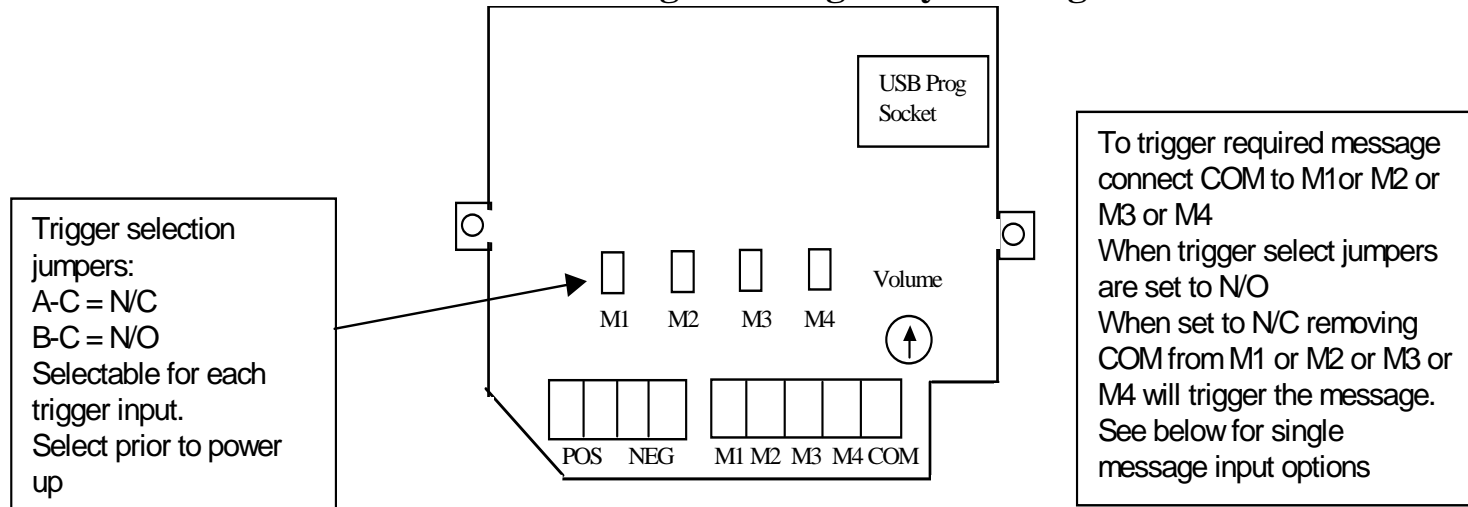 USB Prog
Socket
Trigger selection
jumpers:
A-C = N/C
B-C = N/O
Selectable for each
trigger input.
Select prior to power
up
M1 M2 M3 M4
Volume
POS NEG M1 M2 M3 M4 COM
To trigger required message
connect COM to M1or M2 or
M3 or M4
When trigger select jumpers
are set to N/O
When set to N/C removing
COM from M1 or M2 or M3 or
M4 will trigger the message.
See below for single
message input options